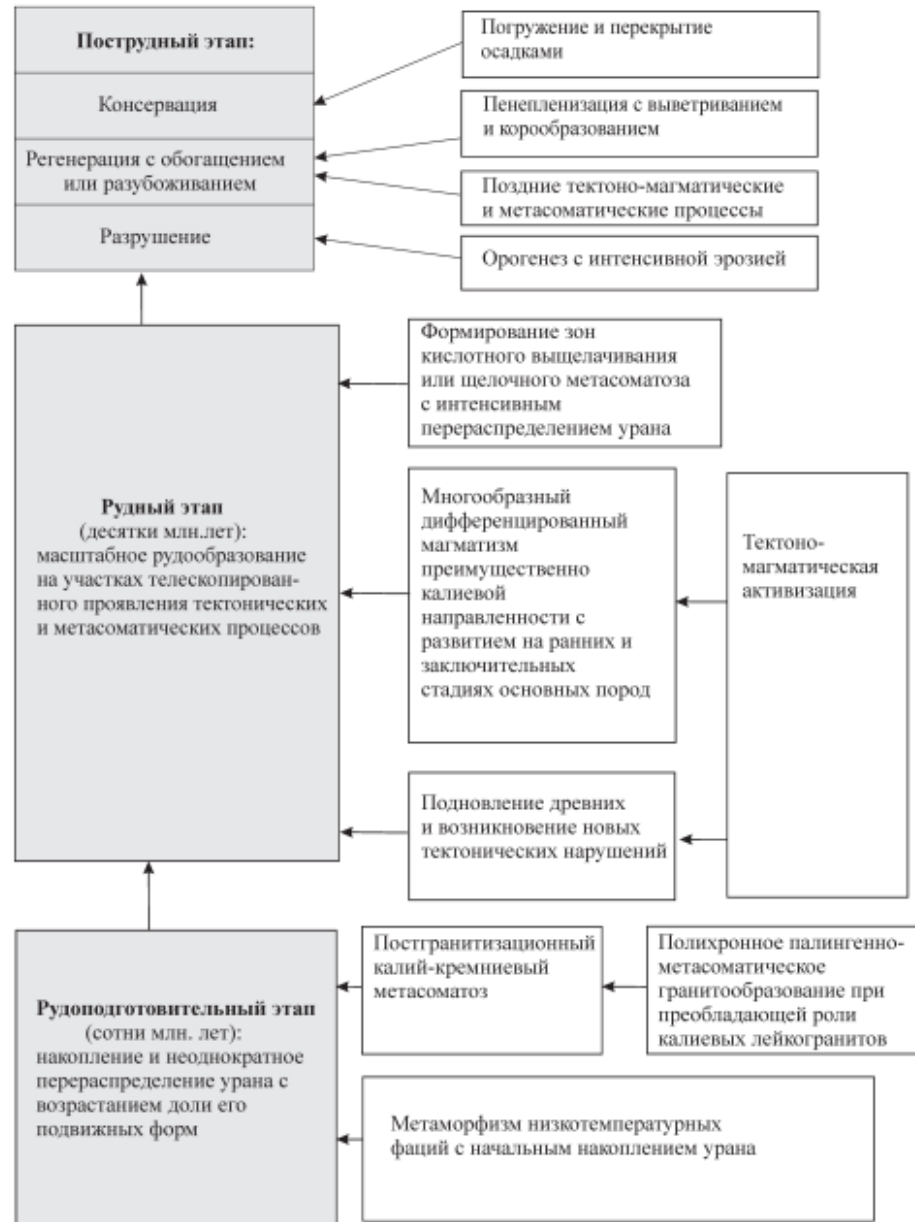 Пострудный этап:
Консервация
Регенерация с обогащением
или разубоживанием
Разрушение
Погружение и перекрытие
осадками
Пенепленизация с выветриванием
и корообразованием
Поздние тектоно-магматические
и метасоматические процессы
Орогенез с интенсивной эрозией
Рудный этап
(десятки млн.лет):
масштабное рудообразование
на участках телескопирован-
ного проявления тектонических
и метасоматических процессов
Формирование зон
кислотного выщелачивания
или щелочного метасоматоза
с интенсивным
перераспределением урана
Многообразный
дифференцированный
магматизм
преимущественно
калиевой
направленности с
развитием на ранних и
заключительных
стадиях основных пород
Тектоно-
магматическая
активизация
Подновление древних
и возникновение новых
тектонических нарушений
Рудоподготовительный этап
(сотни млн. лет):
накопление и неоднократное
перераспределение урана с
возрастанием доли его
подвижных форм
Постгранитизационный
калий-кремниевый
метасоматоз
Полихронное палингенно-
метасоматическое
гранитообразование при
преобладающей роли
калиевых лейкогранитов
Метаморфизм низкотемпературных
фаций с начальным накоплением урана